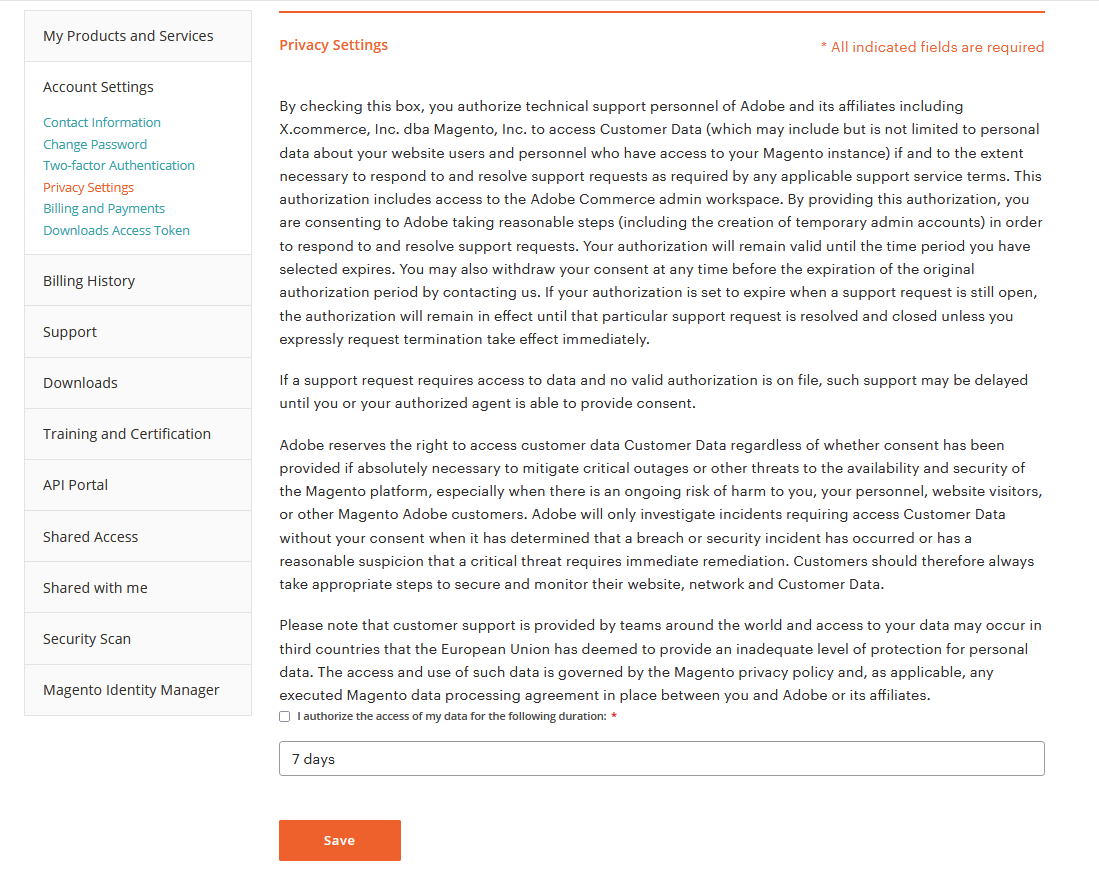 My Products and Services
Account Settings
Contact Information
Change Password
Two-factor Authentication
Privacy Settings
Billing and Payments
Downloads Access Token
Billing History
Support
Downloads
Training and Certification
API Portal
Shared Access
Shared with me
Security Scan
Magento Identity Manager
Privacy Settings
* All indicated fields are required
By checking this box, you authorize technical support personnel of Adobe and its affiliates including
X.commerce, Inc. dba Magento, Inc. to access Customer Data (which may include but is not limited to personal
data about your website users and personnel who have access to your Magento instance) if and to the extent
necessary to respond to and resolve support requests as required by any applicable support service terms. This
authorization includes access to the Adobe Commerce admin workspace. By providing this authorization, you
are consenting to Adobe taking reasonable steps (including the creation of temporary admin accounts) in order
to respond to and resolve support requests. Your authorization will remain valid until the time period you have
selected expires. You may also withdraw your consent at any time before the expiration of the original
authorization period by contacting us. If your authorization is set to expire when a support request is still open,
the authorization will remain in effect until that particular support request is resolved and closed unless you
expressly request termination take effect immediately.
If a support request requires access to data and no valid authorization is on file, such support may be delayed
until you or your authorized agent is able to provide consent.
Adobe reserves the right to access customer data Customer Data regardless of whether consent has been
provided if absolutely necessary to mitigate critical outages or other threats to the availability and security of
the Magento platform, especially when there is an ongoing risk of harm to you, your personnel, website visitors,
or other Magento Adobe customers. Adobe will only investigate incidents requiring access Customer Data
without your consent when it has determined that a breach or security incident has occurred or has a
reasonable suspicion that a critical threat requires immediate remediation. Customers should therefore always
take appropriate steps to secure and monitor their website, network and Customer Data.
Please note that customer support is provided by teams around the world and access to your data may occur in
third countries that the European Union has deemed to provide an inadequate level of protection for personal
data. The access and use of such data is governed by the Magento privacy policy and, as applicable, any
executed Magento data processing agreement in place between you and Adobe or its affiliates.
I authorize the access of my data for the following duration: *
7 days
Save